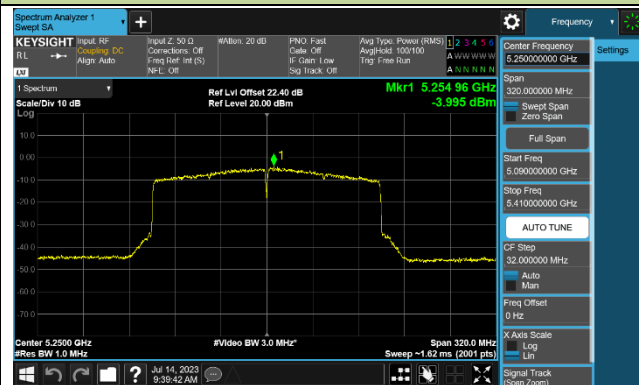 Spectrum Analyzer 1
Swept SA
Frequency
KEYSIGHT
RL
LXI
Input: RF
Coupling: DC
Align: Auto
Input Z: 50 Ω
Corrections: Off
Freq Ref: Int (S)
NFE: Off
#Atten: 20 dB
PNO: Fast
Gate: Off
IF Gain: Low
Sig Track: Off
Avg Type: Power (RMS)
Avg|Hold: 100/100
Trig: Free Run
1 2 3 4 5 6
A W W W W W
A N N N N N
Center Frequency
5.250000000 GHz
Settings
Span
320.000000 MHz
Swept Span
Zero Span
Full Span
Start Freq
5.090000000 GHz
Stop Freq
5.410000000 GHz
AUTO TUNE
CF Step
32.000000 MHz
Auto
Man
Freq Offset
0 Hz
X Axis Scale
Log
Lin
Signal Track
(Span Zoom)
1 Spectrum
Scale/Div 10 dB
Log
Ref Lvl Offset 22.40 dB
Ref Level 20.00 dBm
Mkr1 5.254 96 GHz
-3.995 dBm
10.0
0.00
-10.0
-20.0
-30.0
-40.0
-50.0
-60.0
-70.0
1
Center 5.2500 GHz
#Res BW 1.0 MHz
#Video BW 3.0 MHz*
Span 320.0 MHz
Sweep ~1.62 ms (2001 pts)
?
Jul 14, 2023
9:39:42 AM